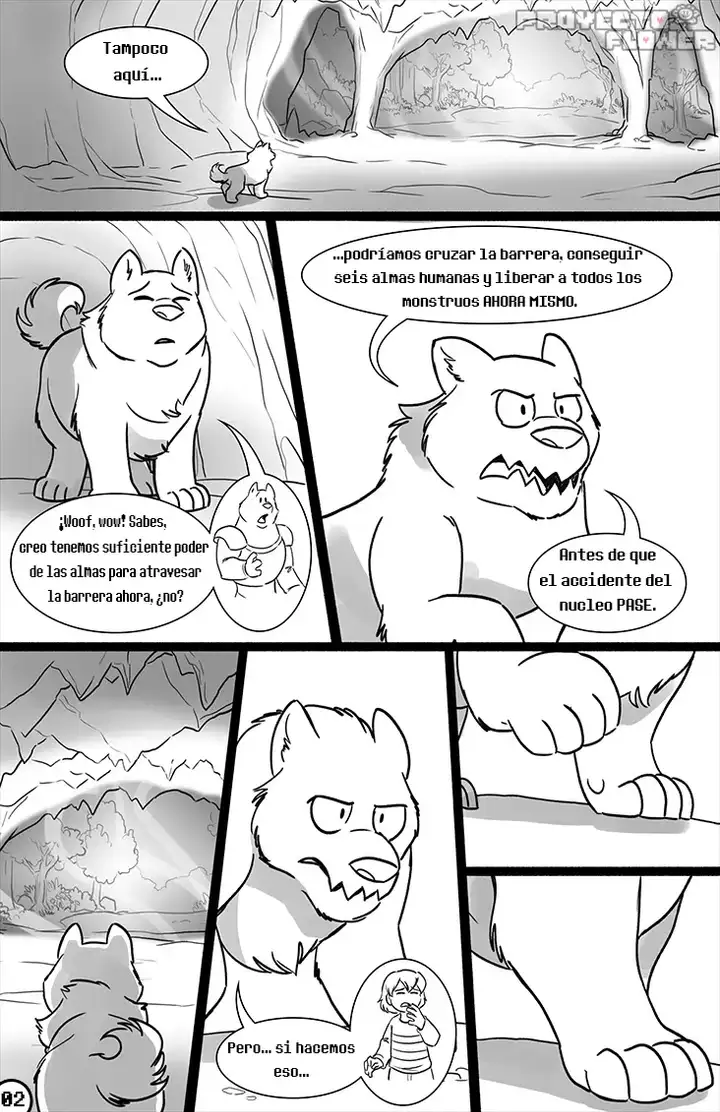 PROYECTO
FLOWER
Tampoco
aquí...
...podríamos cruzar la barrera, conseguir
seis almas humanas y liberar a todos los
monstruos AHORA MISMO.
¡Woof, wow! Sabes,
creo tenemos suficiente poder
de las almas para atravesar
la barrera ahora, ¿no?
Antes de que
el accidente del
nucleo PASE.
Pero... si hacemos
eso...
02